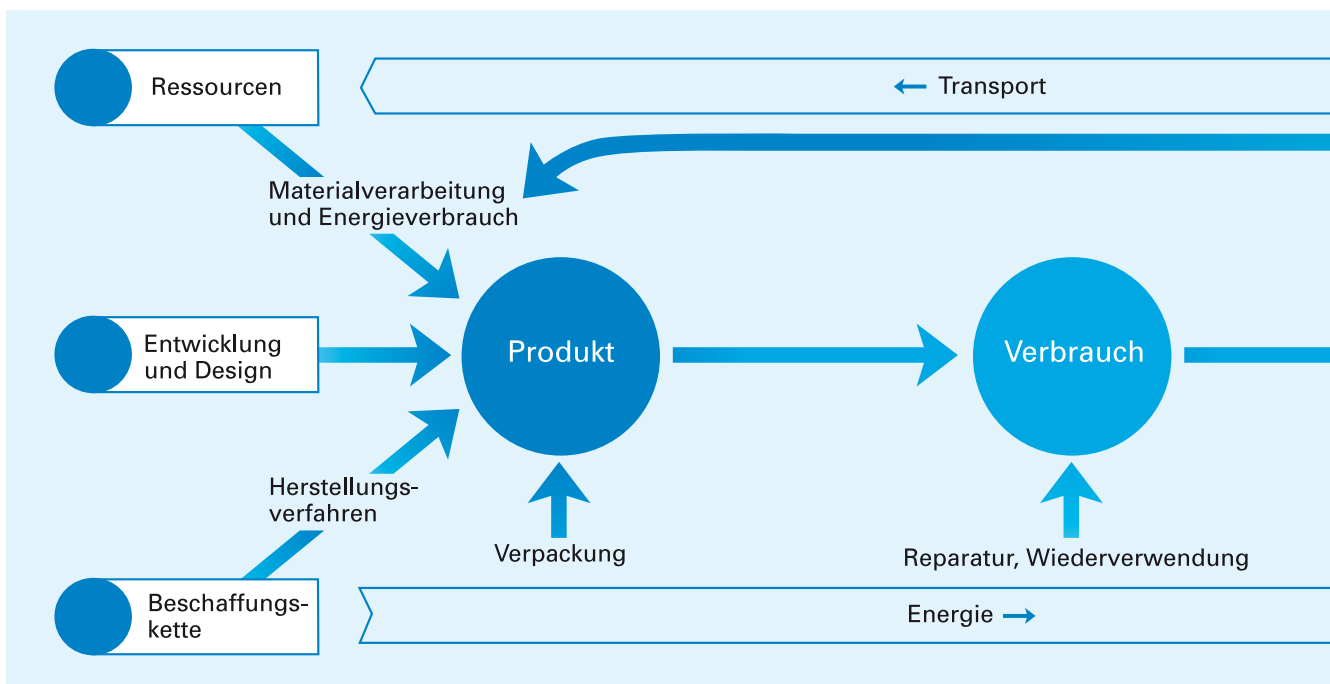 Ressourcen
← Transport
Materialverarbeitung
und Energieverbrauch
Entwicklung
und Design
Produkt
Verbrauch
Herstellungs-
verfahren
Verpackung
Reparatur, Wiederverwendung
Beschaffungs-
kette
Energie →